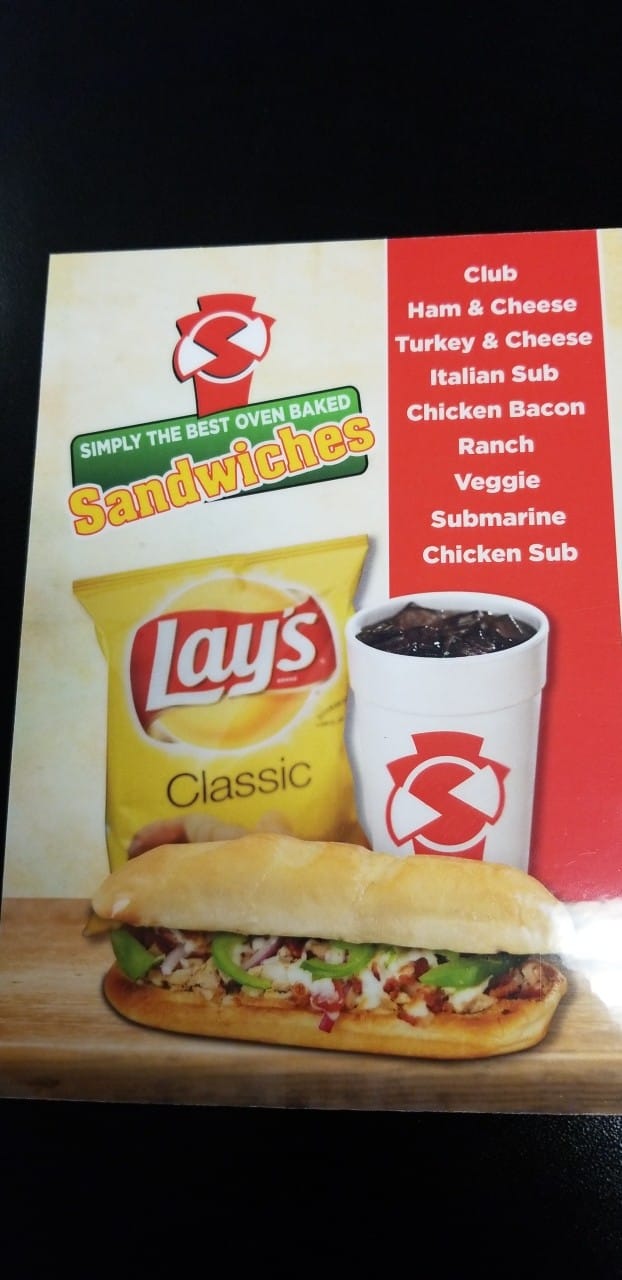 SIMPLY THE BEST OVEN BAKED
Sandwiches
Club
Ham & Cheese
Turkey & Cheese
Italian Sub
Chicken Bacon
Ranch
Veggie
Submarine
Chicken Sub
Lay's
Classic